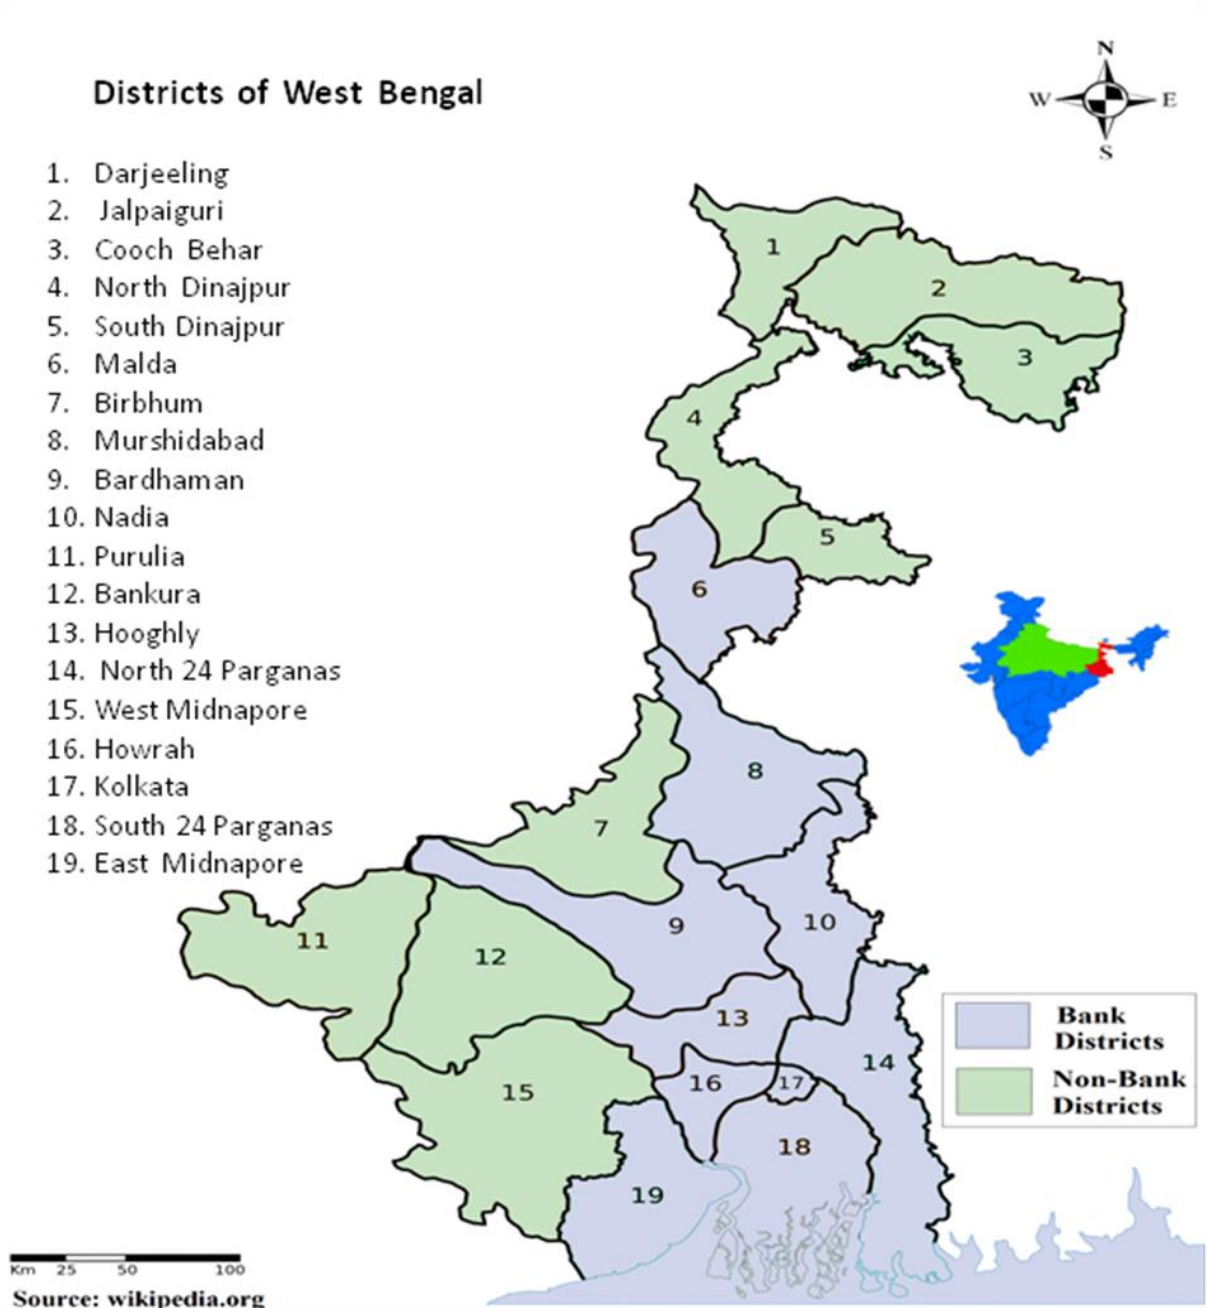 N
W E
S
Districts of West Bengal
1. Darjeeling
2. Jalpaiguri
3. Cooch Behar
4. North Dinajpur
5. South Dinajpur
6. Malda
7. Birbhum
8. Murshidabad
9. Bardhaman
10. Nadia
11. Purulia
12. Bankura
13. Hooghly
14. North 24 Parganas
15. West Midnapore
16. Howrah
17. Kolkata
18. South 24 Parganas
19. East Midnapore
1
2
3
4
5
6
8
7
9
10
11
12
13
14
16
17
15
18
19
Bank
Districts
Non-Bank
Districts
Km 25 50 100
Source: wikipedia.org